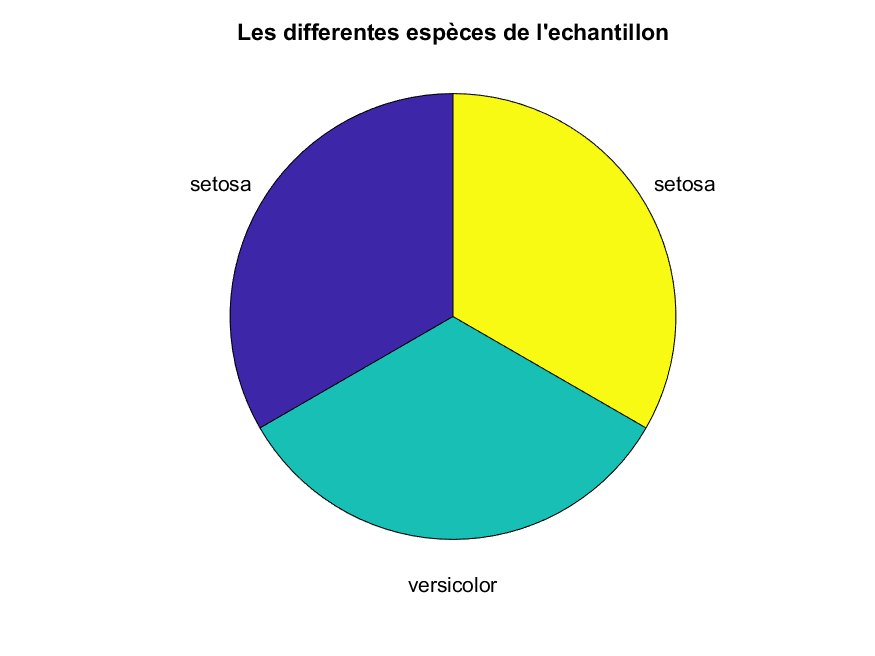 Les differentes espèces de l'echantillon
setosa
setosa
versicolor